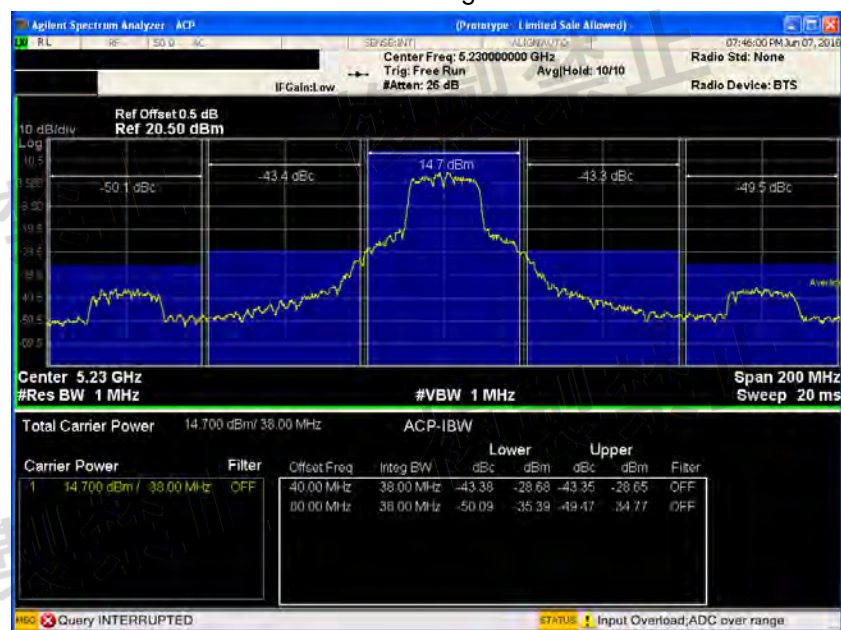 Agilent Spectrum Analyzer ACP (Prototype Limited Sale Allowed)
RL RF 50 Ω AC SENSE:INT ALIGNAUTO 07:46:00 PM Jun 07, 2016
Center Freq: 5.230000000 GHz Radio Std: None
Trig: Free Run Avg|Hold: 10/10
IFGain:Low #Atten: 26 dB Radio Device: BTS
Ref Offset 0.5 dB
10 dB/div Ref 20.50 dBm
Log
10.5
14.7 dBm
-50.1 dBc -43.4 dBc -43.3 dBc -49.5 dBc
Center 5.23 GHz Span 200 MHz
#Res BW 1 MHz #VBW 1 MHz Sweep 20 ms
Total Carrier Power 14.700 dBm/ 38.00 MHz ACP-IBW
Lower Upper
Carrier Power Filter Offset Freq Integ BW dBc dBm dBc dBm Filter
1 14.700 dBm / 38.00 MHz OFF 40.00 MHz 38.00 MHz -43.38 -28.68 -43.35 -28.65 OFF
38.00 MHz -50.09 -35.39 -49.47 -34.77 OFF
MSG Query INTERRUPTED STATUS Input Overload;ADC over range